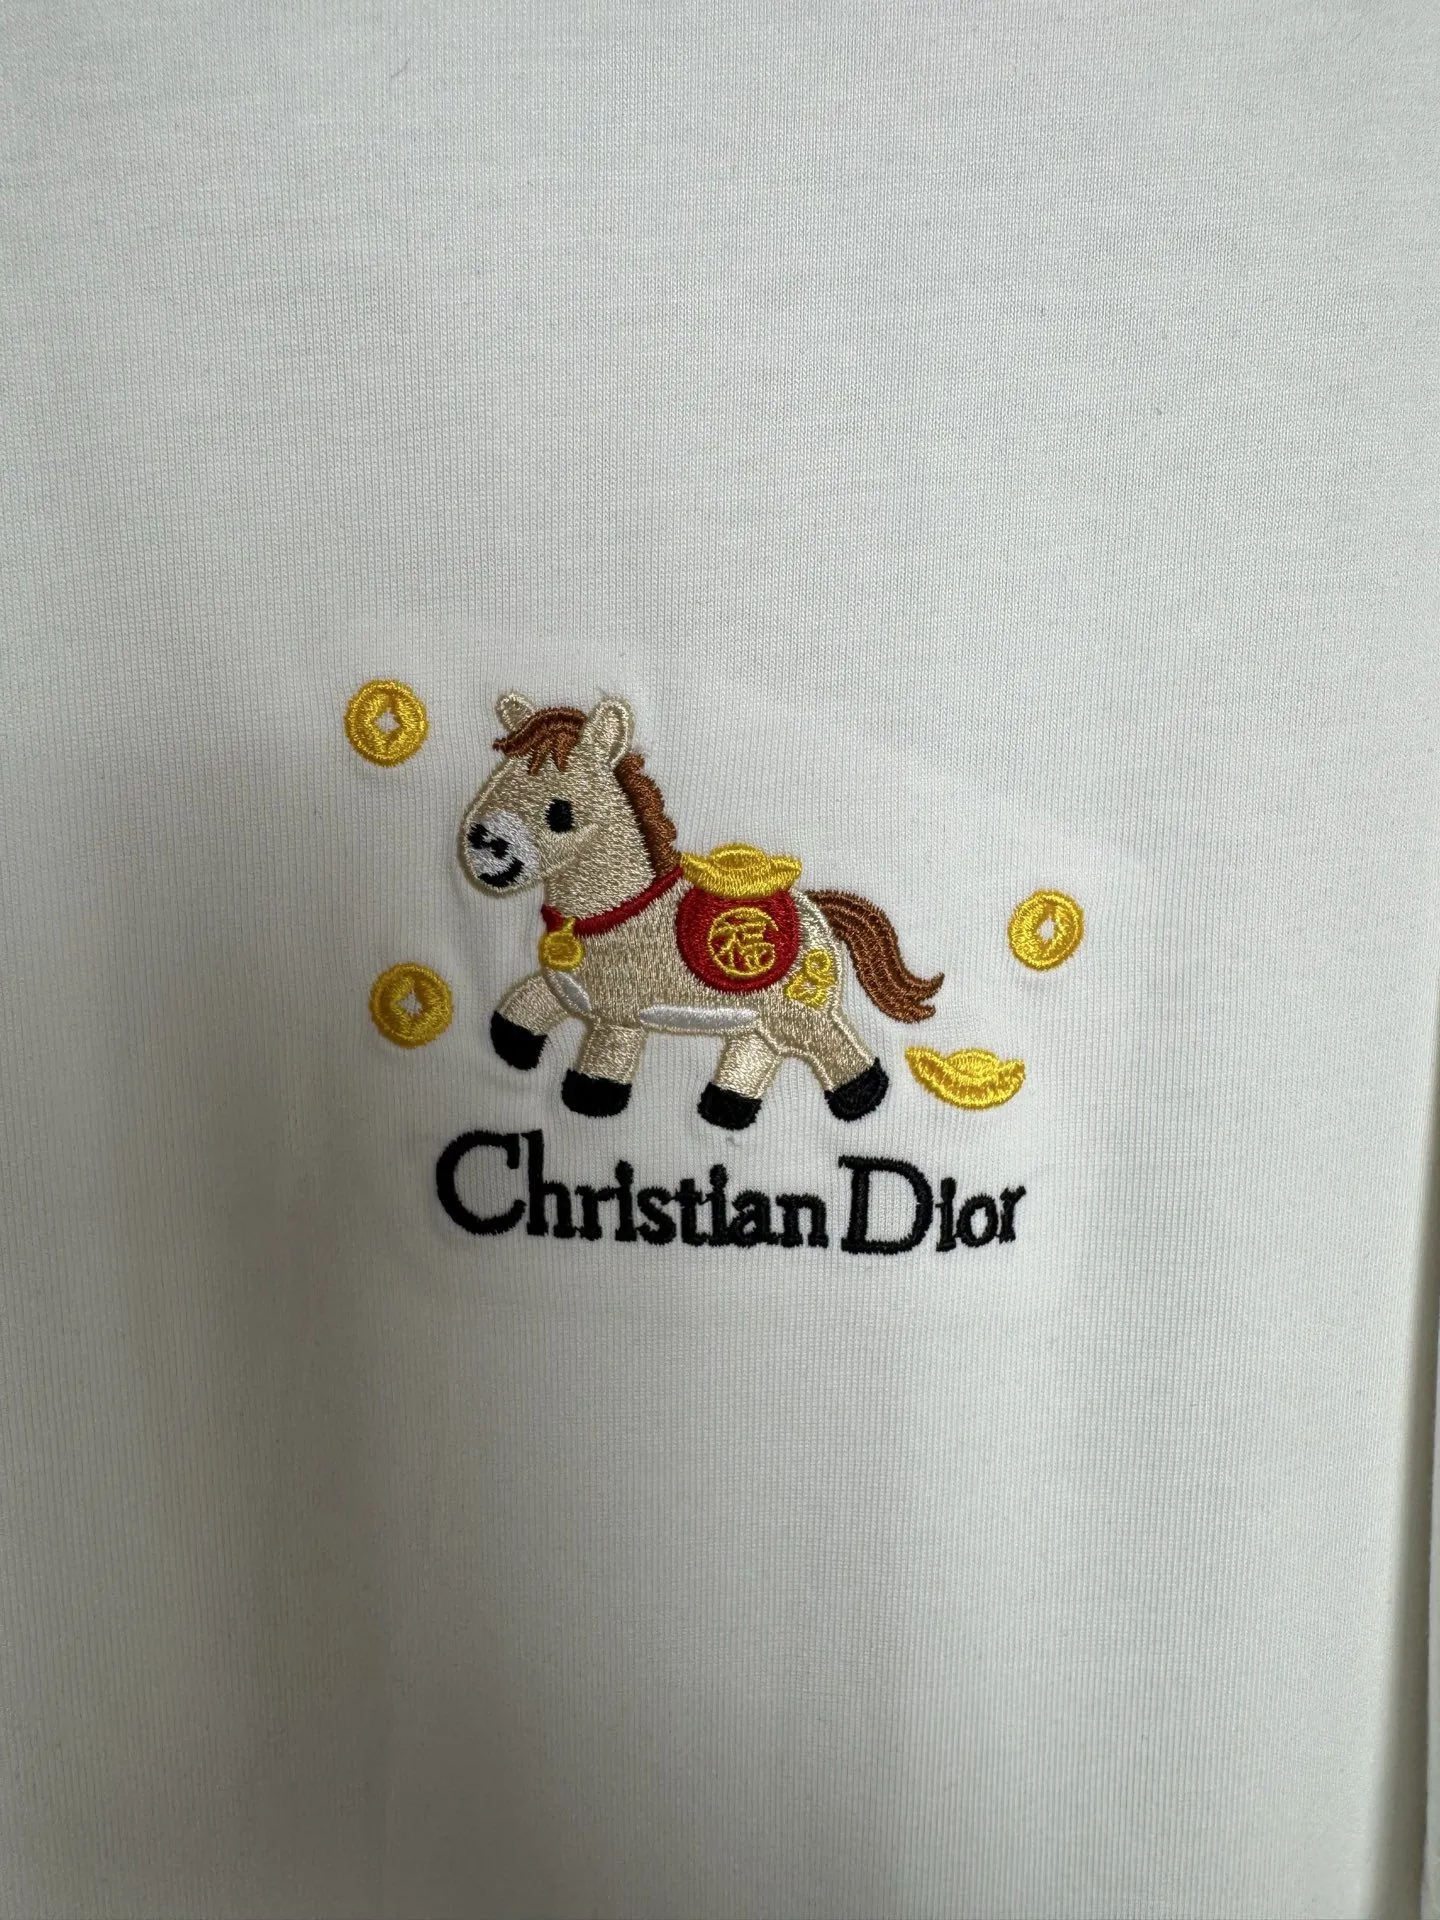 福
Christian Dior